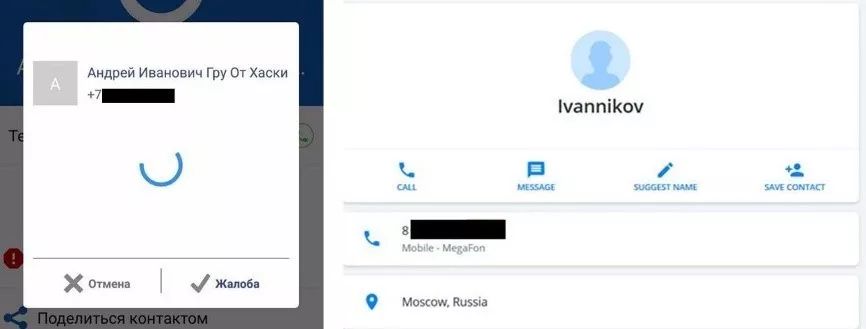 А
Андрей Иванович Гру От Хаски
+7
Те
Отмена
Жалоба
Поделиться контактом
Ivannikov
CALL
MESSAGE
SUGGEST NAME
SAVE CONTACT
8
Mobile - MegaFon
Moscow, Russia